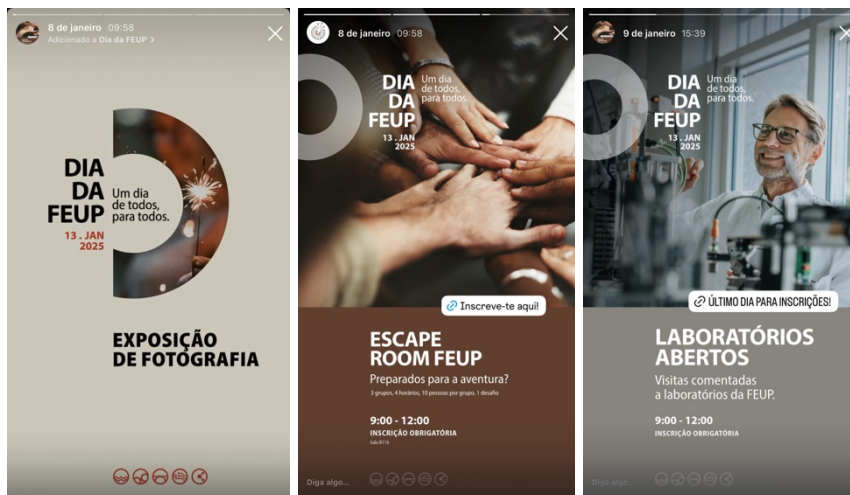 8 de janeiro 09:58
Adicionado a Dia da FEUP >
DIA
DA
FEUP
Um dia
de todos,
para todos.
13 . JAN
2025
EXPOSIÇÃO
DE FOTOGRAFIA
8 de janeiro 09:58
DIA
DA
FEUP
Um dia
de todos,
para todos.
13 . JAN
2025
Inscreve-te aqui!
ESCAPE
ROOM FEUP
Preparados para a aventura?
3 grupos, 4 horários, 10 pessoas por grupo, 1 desafio
9:00 - 12:00
INSCRIÇÃO OBRIGATÓRIA
Sala B116
Diga algo...
9 de janeiro 15:39
DIA
DA
FEUP
Um dia
de todos,
para todos.
13 . JAN
2025
ÚLTIMO DIA PARA INSCRIÇÕES!
LABORATÓRIOS
ABERTOS
Visitas comentadas
a laboratórios da FEUP.
9:00 - 12:00
INSCRIÇÃO OBRIGATÓRIA
Diga algo...